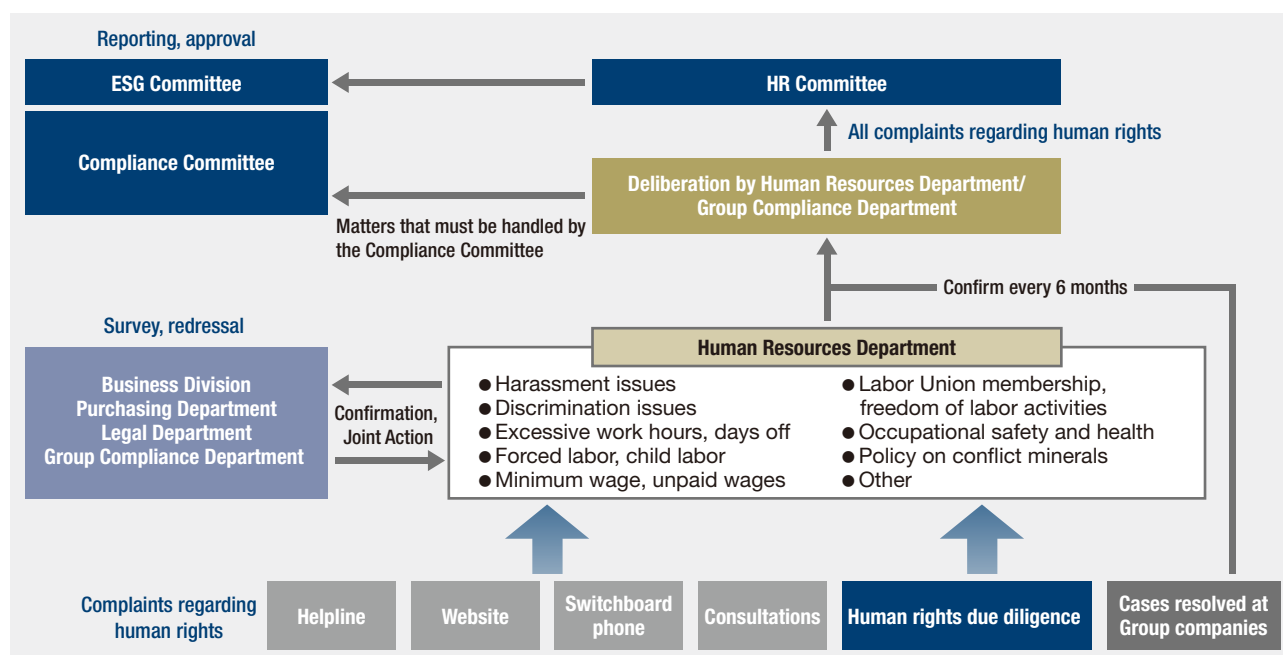 Reporting, approval
ESG Committee
HR Committee
All complaints regarding human rights
Compliance Committee
Deliberation by Human Resources Department/
Group Compliance Department
Matters that must be handled by
the Compliance Committee
Confirm every 6 months
Survey, redressal
Business Division
Purchasing Department
Legal Department
Group Compliance Department
Confirmation,
Joint Action
Human Resources Department
● Harassment issues
● Discrimination issues
● Excessive work hours, days off
● Forced labor, child labor
● Minimum wage, unpaid wages
● Labor Union membership,
freedom of labor activities
● Occupational safety and health
● Policy on conflict minerals
● Other
Complaints regarding
human rights
Helpline
Website
Switchboard
phone
Consultations
Human rights due diligence
Cases resolved at
Group companies